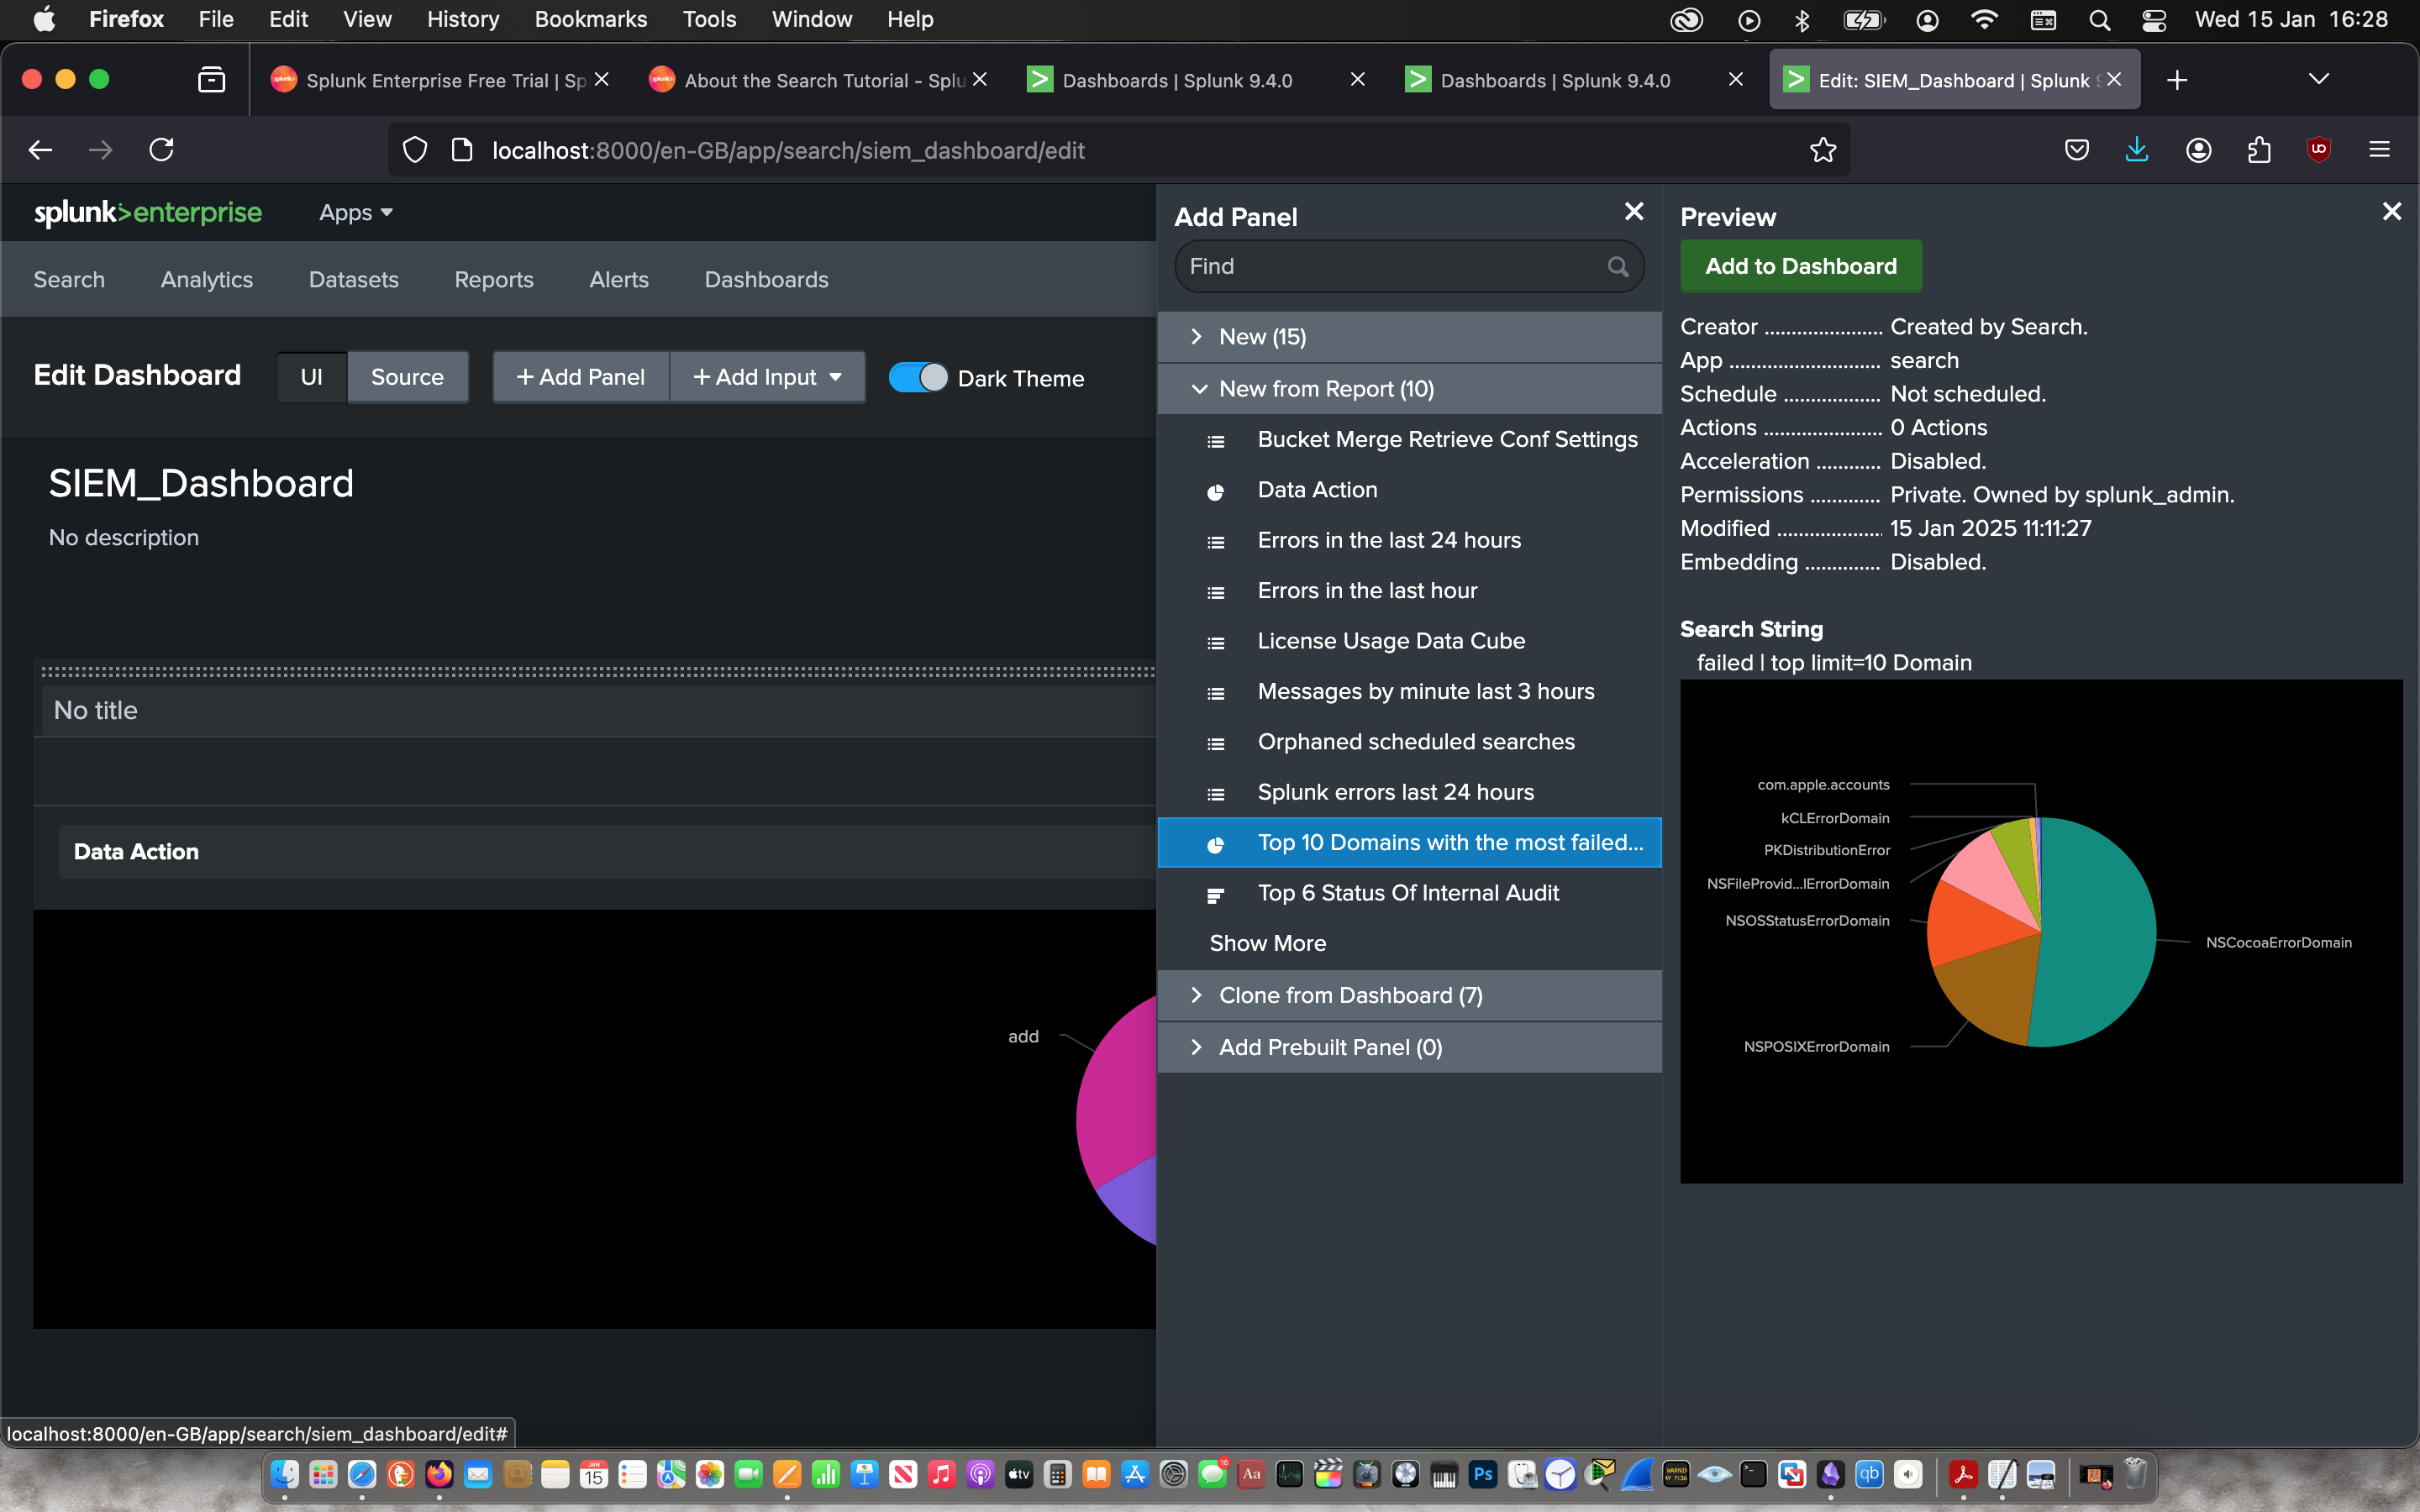 Firefox File Edit View History Bookmarks Tools Window Help Wed 15 Jan 16:28
Splunk Enterprise Free Trial | Sp
About the Search Tutorial - Splu
Dashboards | Splunk 9.4.0
Dashboards | Splunk 9.4.0
Edit: SIEM_Dashboard | Splunk 9
localhost:8000/en-GB/app/search/siem_dashboard/edit
splunk>enterprise Apps
Search Analytics Datasets Reports Alerts Dashboards
Edit Dashboard UI Source + Add Panel + Add Input Dark Theme
SIEM_Dashboard
No description
No title
Data Action
add
Add Panel
Find
New (15)
New from Report (10)
Bucket Merge Retrieve Conf Settings
Data Action
Errors in the last 24 hours
Errors in the last hour
License Usage Data Cube
Messages by minute last 3 hours
Orphaned scheduled searches
Splunk errors last 24 hours
Top 10 Domains with the most failed...
Top 6 Status Of Internal Audit
Show More
Clone from Dashboard (7)
Add Prebuilt Panel (0)
Preview
Add to Dashboard
Creator ...................... Created by Search.
App ............................ search
Schedule .................. Not scheduled.
Actions ...................... 0 Actions
Acceleration ............ Disabled.
Permissions ............. Private. Owned by splunk_admin.
Modified .................... 15 Jan 2025 11:11:27
Embedding .............. Disabled.
Search String
failed | top limit=10 Domain
com.apple.accounts
kCLErrorDomain
PKDistributionError
NSFileProvid...lErrorDomain
NSOSStatusErrorDomain
NSCocoaErrorDomain
NSPOSIXErrorDomain
localhost:8000/en-GB/app/search/siem_dashboard/edit#
JAN
15
tv
16
Aa
Ps
qb